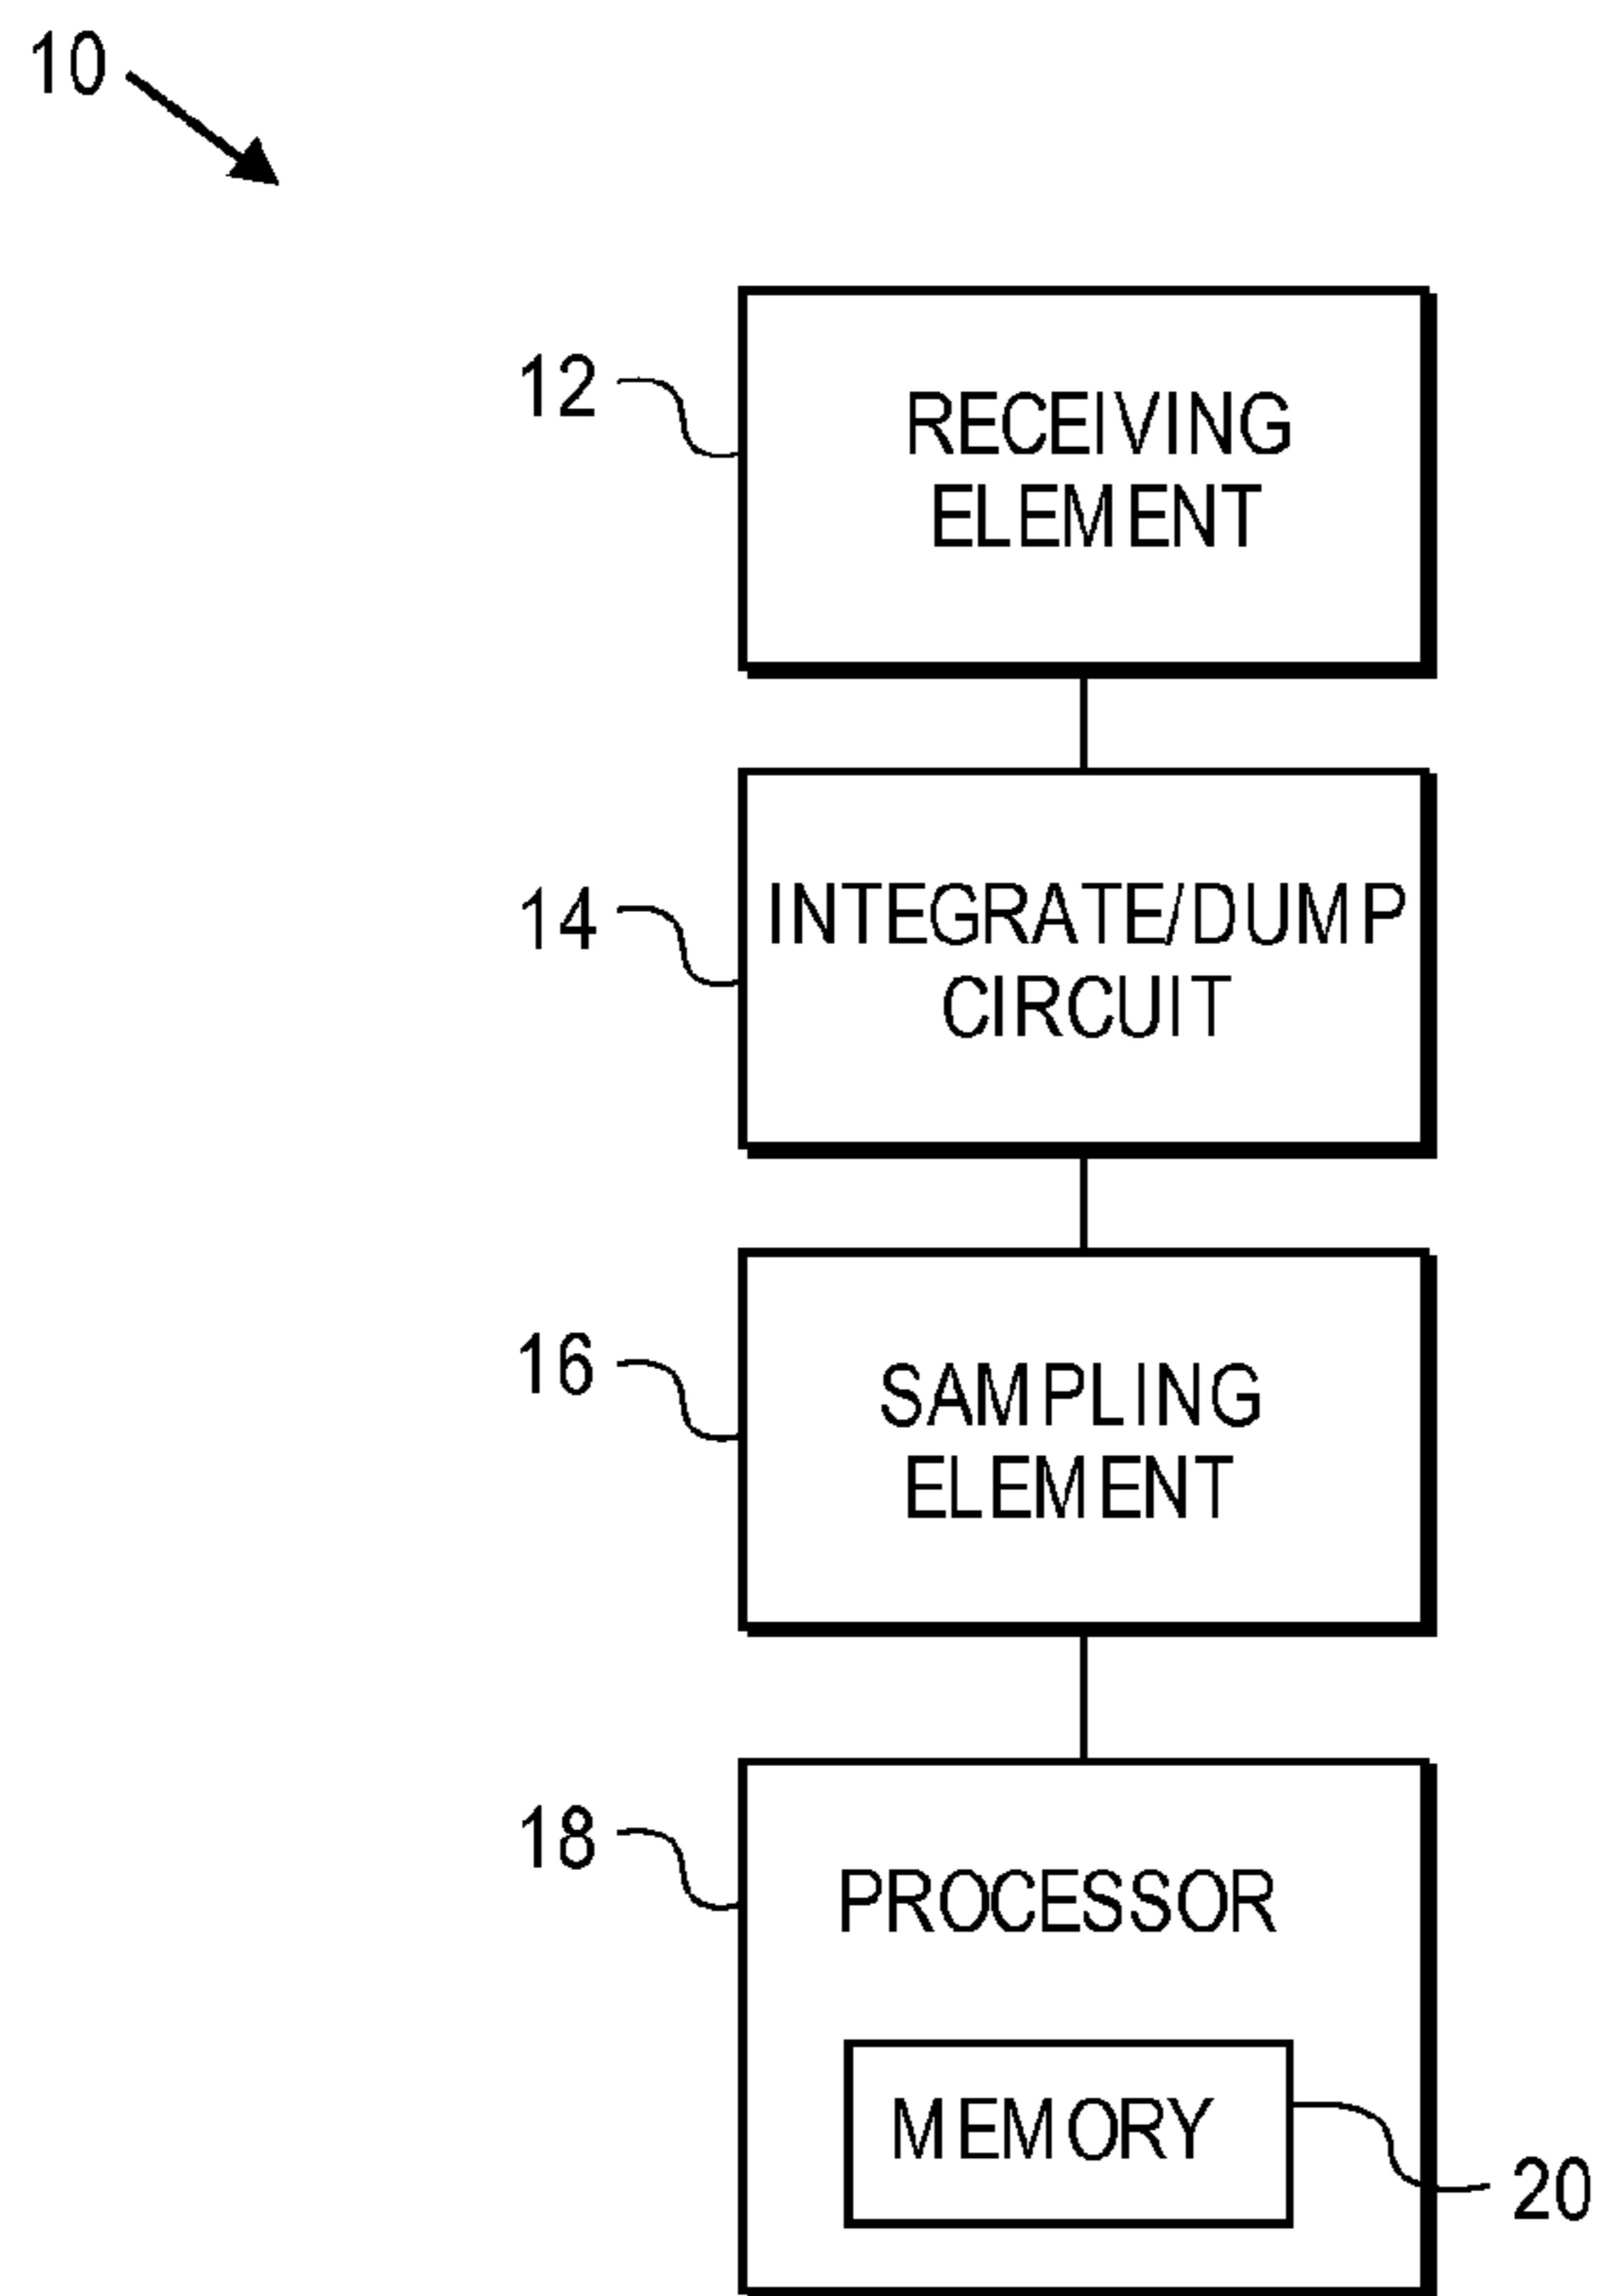 10
12
RECEIVING
ELEMENT
14
INTEGRATE/DUMP
CIRCUIT
16
SAMPLING
ELEMENT
18
PROCESSOR
MEMORY
20